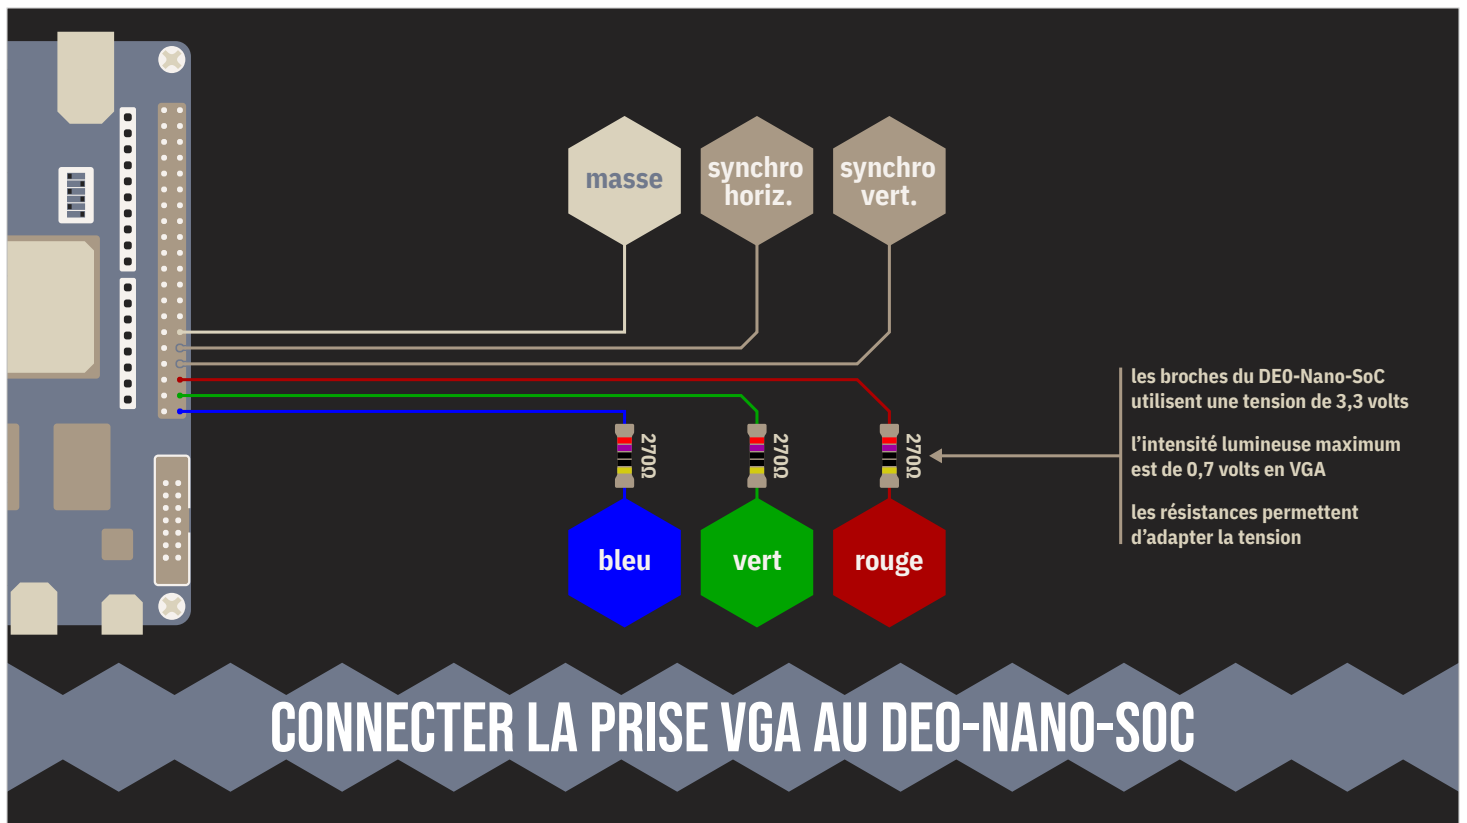 masse
synchro
horiz.
synchro
vert.
les broches du DE0-Nano-SoC
utilisent une tension de 3,3 volts
l'intensité lumineuse maximum
est de 0,7 volts en VGA
les résistances permettent
d'adapter la tension
270Ω
270Ω
270Ω
bleu
vert
rouge
CONNECTER LA PRISE VGA AU DE0-NANO-SOC